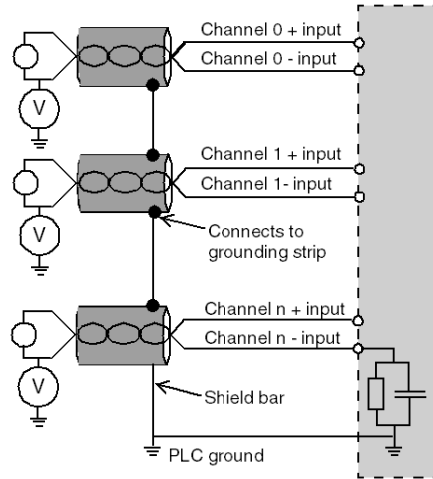 Channel 0 + input
Channel 0 - input
V
Channel 1 + input
Channel 1- input
V
Connects to
grounding strip
Channel n + input
Channel n - input
V
Shield bar
PLC ground